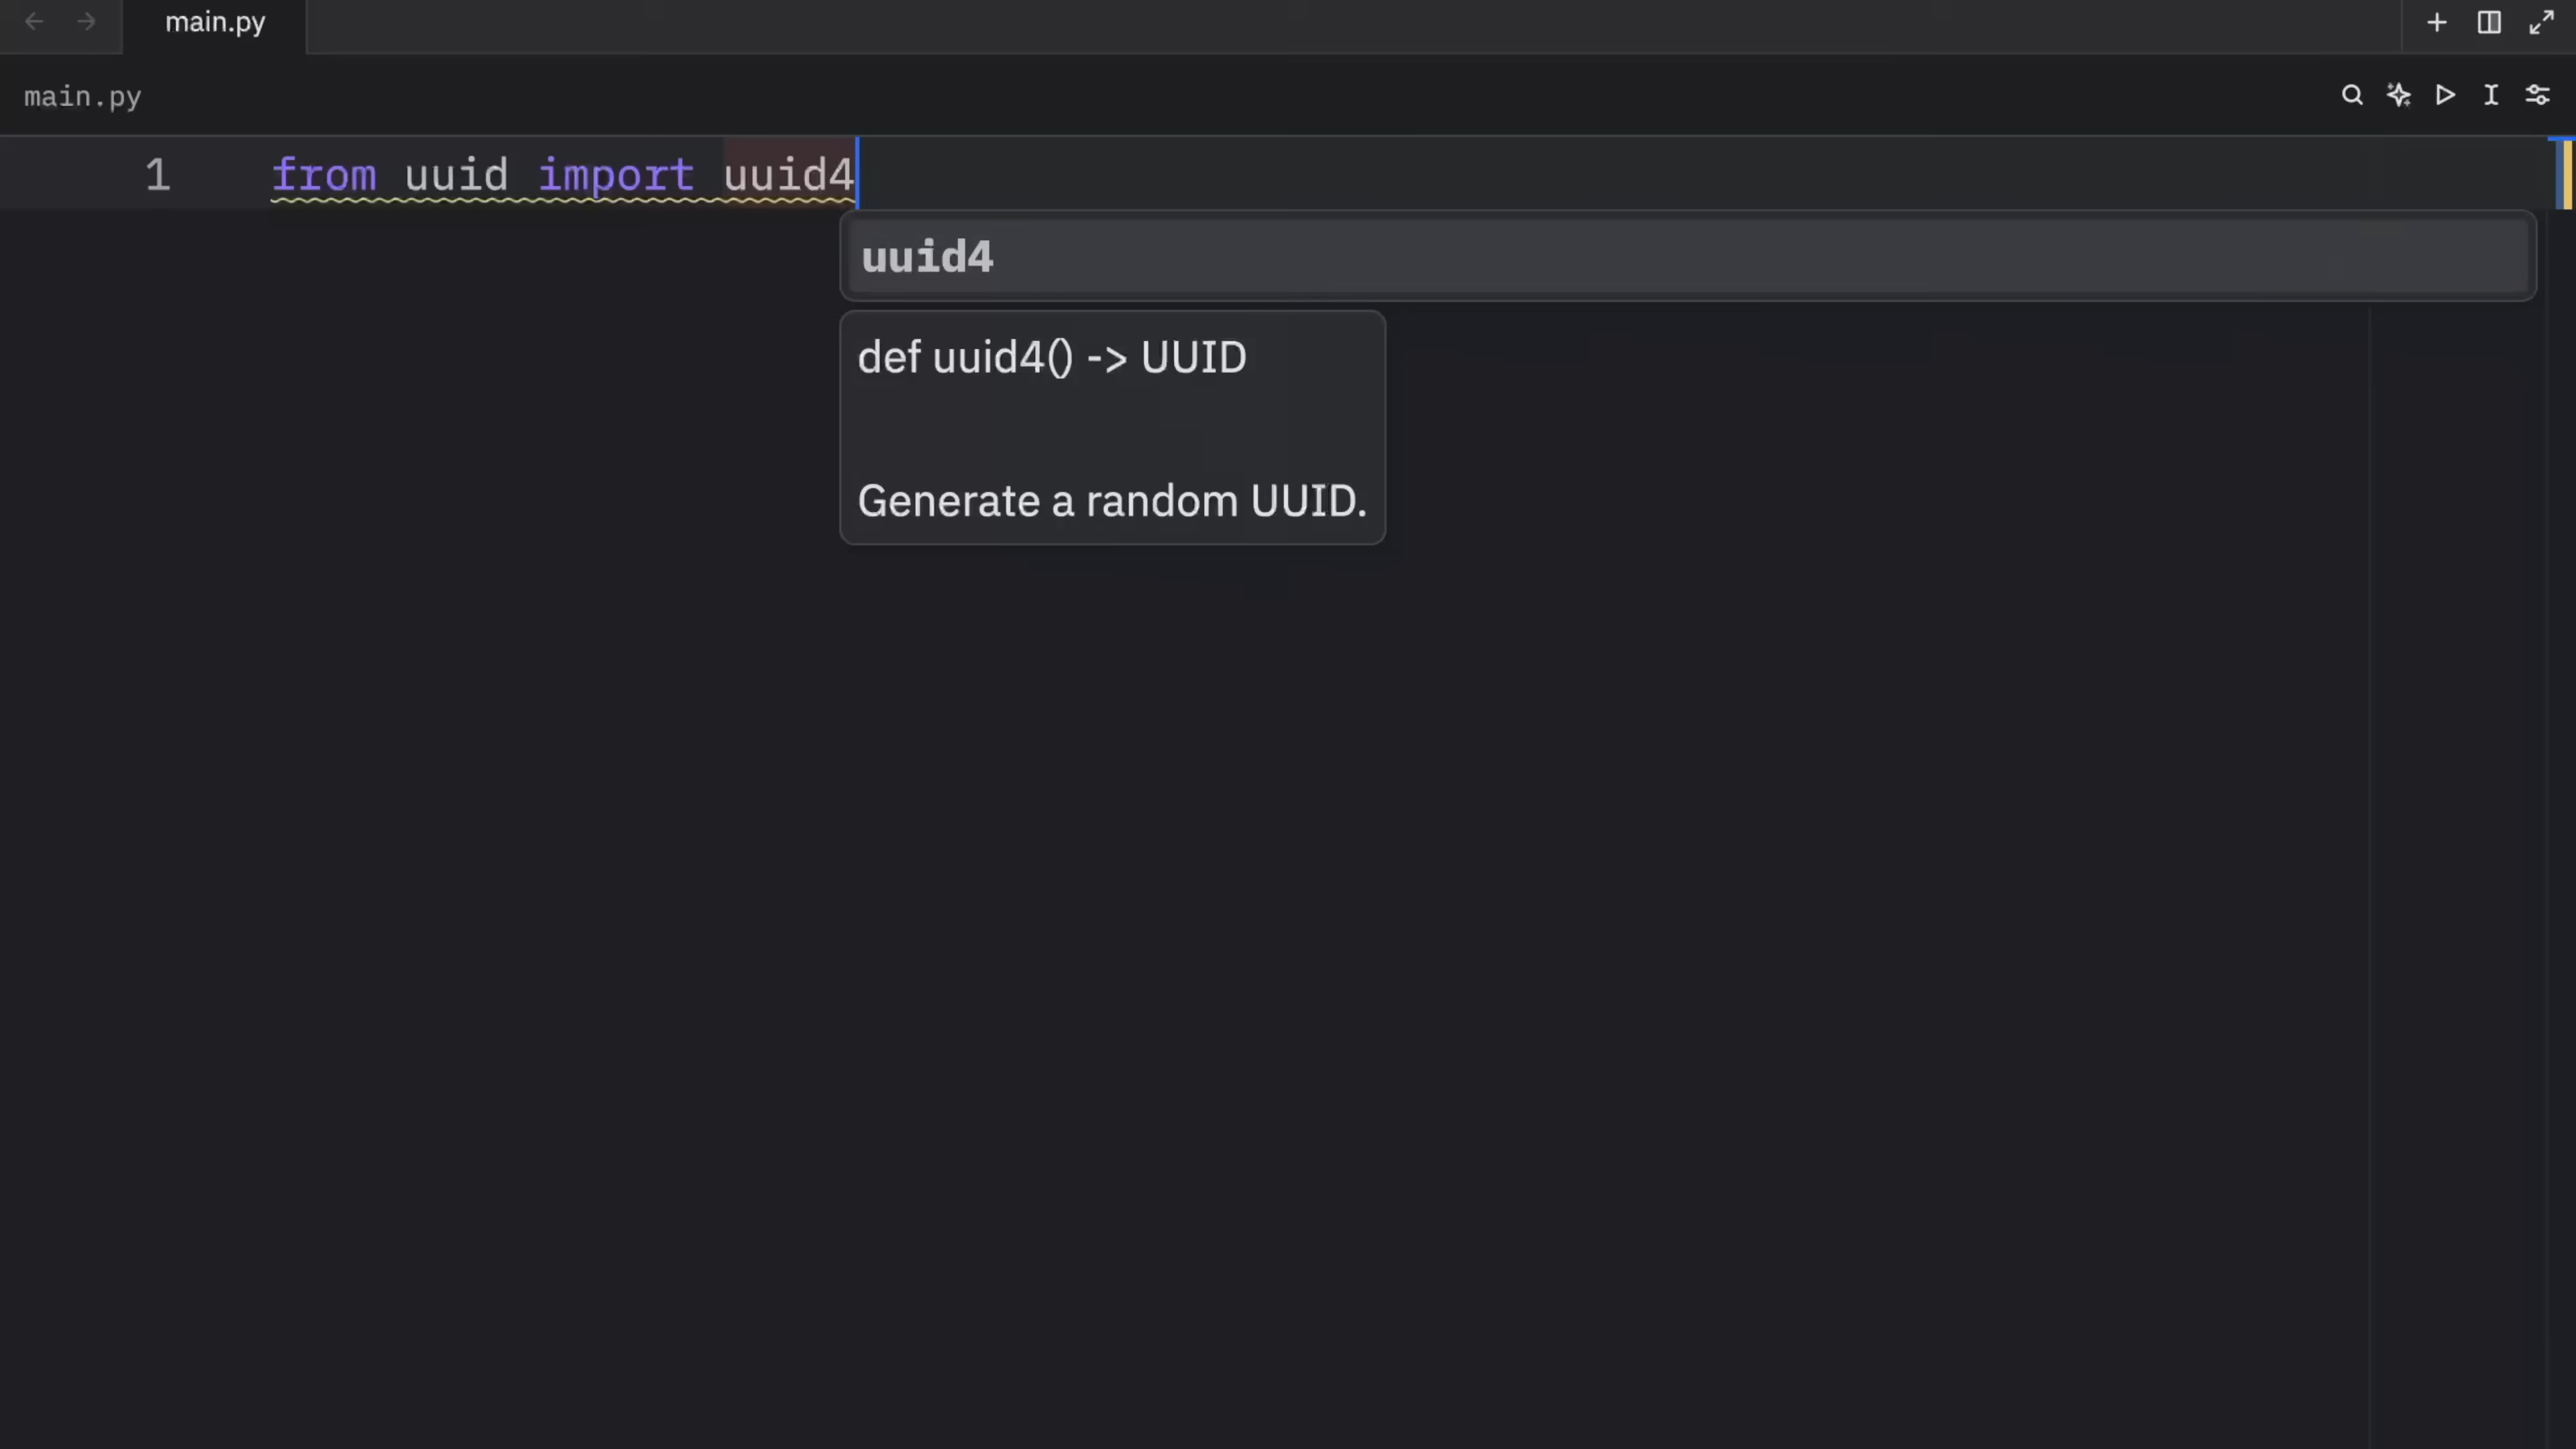 main.py
main.py
1 from uuid import uuid4
uuid4
def uuid4() -> UUID
Generate a random UUID.